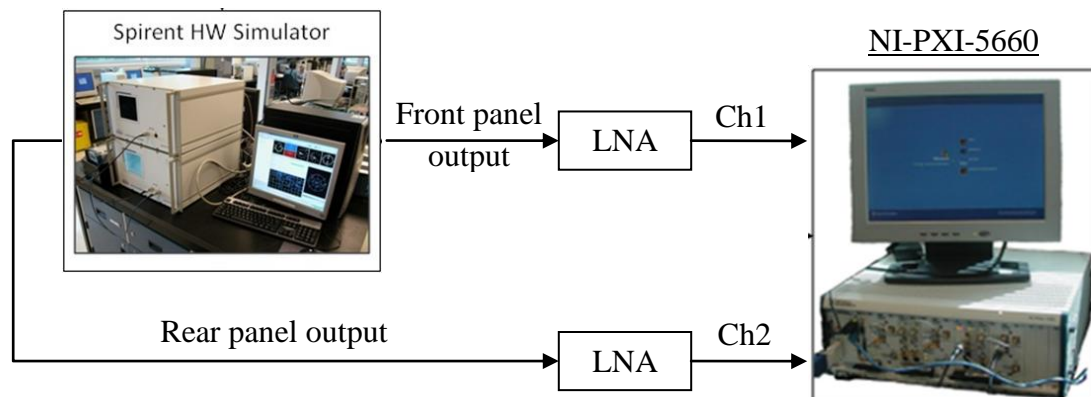 Spirent HW Simulator
NI-PXI-5660
Front panel
output
LNA
Ch1
Rear panel output
LNA
Ch2